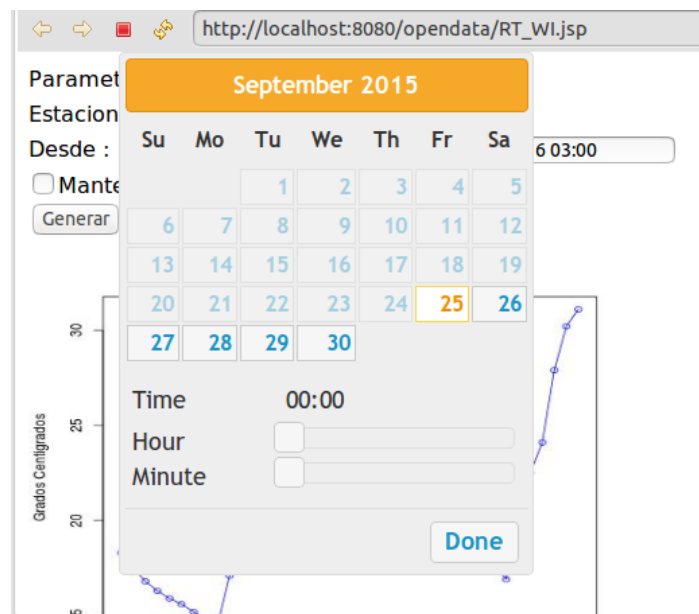 http://localhost:8080/opendata/RT_WI.jsp
Paramet
Estacion
Desde :
6 03:00
Mante
Generar
September 2015
Su Mo Tu We Th Fr Sa
1 2 3 4 5
6 7 8 9 10 11 12
13 14 15 16 17 18 19
20 21 22 23 24 25 26
27 28 29 30
Time 00:00
Hour
Minute
Done
Grados Centigrados
30
25
20